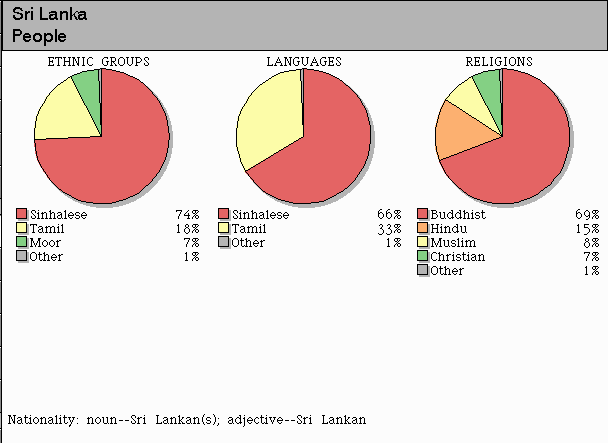 Sri Lanka
People
ETHNIC GROUPS
Sinhalese 74%
Tamil 18%
Moor 7%
Other 1%
LANGUAGES
Sinhalese 66%
Tamil 33%
Other 1%
RELIGIONS
Buddhist 69%
Hindu 15%
Muslim 8%
Christian 7%
Other 1%
Nationality: noun--Sri Lankan(s); adjective--Sri Lankan